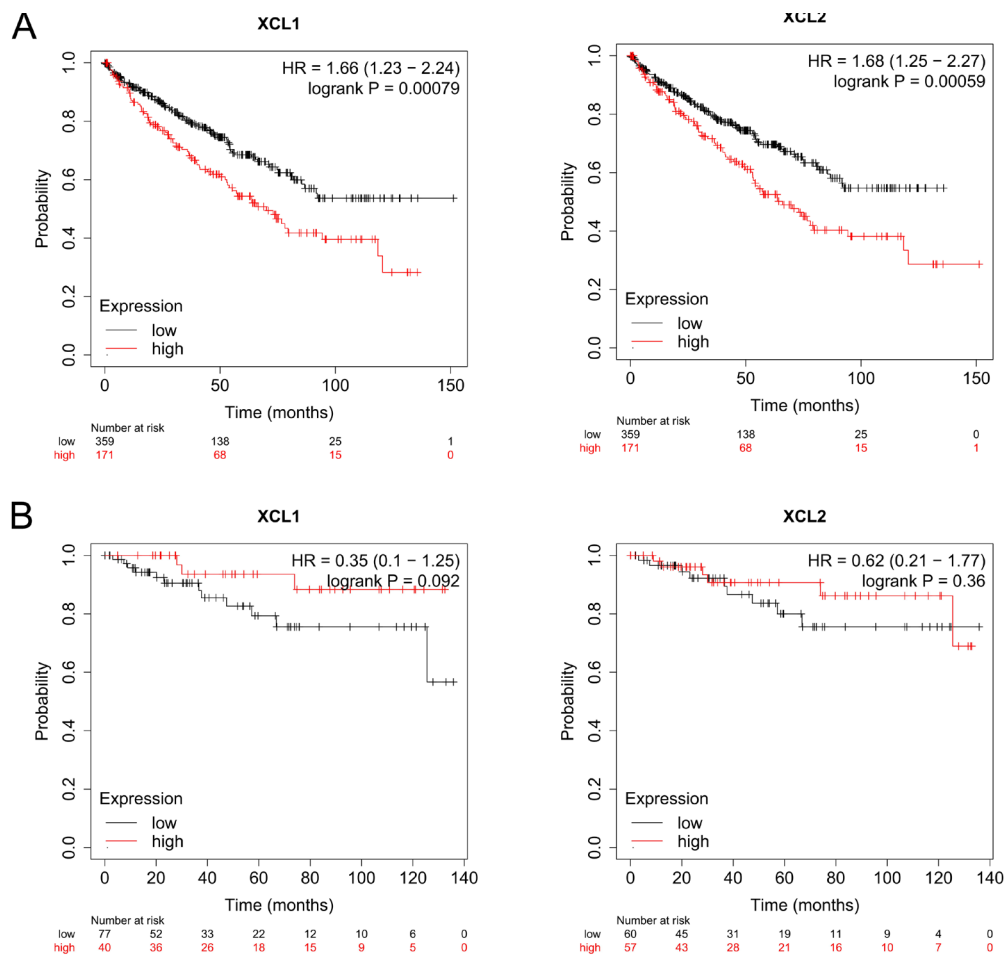 A
XCL1
HR = 1.66 (1.23 − 2.24)
logrank P = 0.00079
Probability
1.0
0.8
0.6
0.4
0.2
0.0
Expression
low
high
0 50 100 150
Time (months)
Number at risk
low 359 138 25 1
high 171 68 15 0
XCL2
HR = 1.68 (1.25 − 2.27)
logrank P = 0.00059
Probability
1.0
0.8
0.6
0.4
0.2
0.0
Expression
low
high
0 50 100 150
Time (months)
Number at risk
low 359 138 25 0
high 171 68 15 1
B
XCL1
HR = 0.35 (0.1 − 1.25)
logrank P = 0.092
Probability
1.0
0.8
0.6
0.4
0.2
0.0
Expression
low
high
0 20 40 60 80 100 120 140
Time (months)
Number at risk
low 77 52 33 22 12 10 6 0
high 40 36 26 18 15 9 5 0
XCL2
HR = 0.62 (0.21 − 1.77)
logrank P = 0.36
Probability
1.0
0.8
0.6
0.4
0.2
0.0
Expression
low
high
0 20 40 60 80 100 120 140
Time (months)
Number at risk
low 60 45 31 19 11 9 4 0
high 57 43 28 21 16 10 7 0